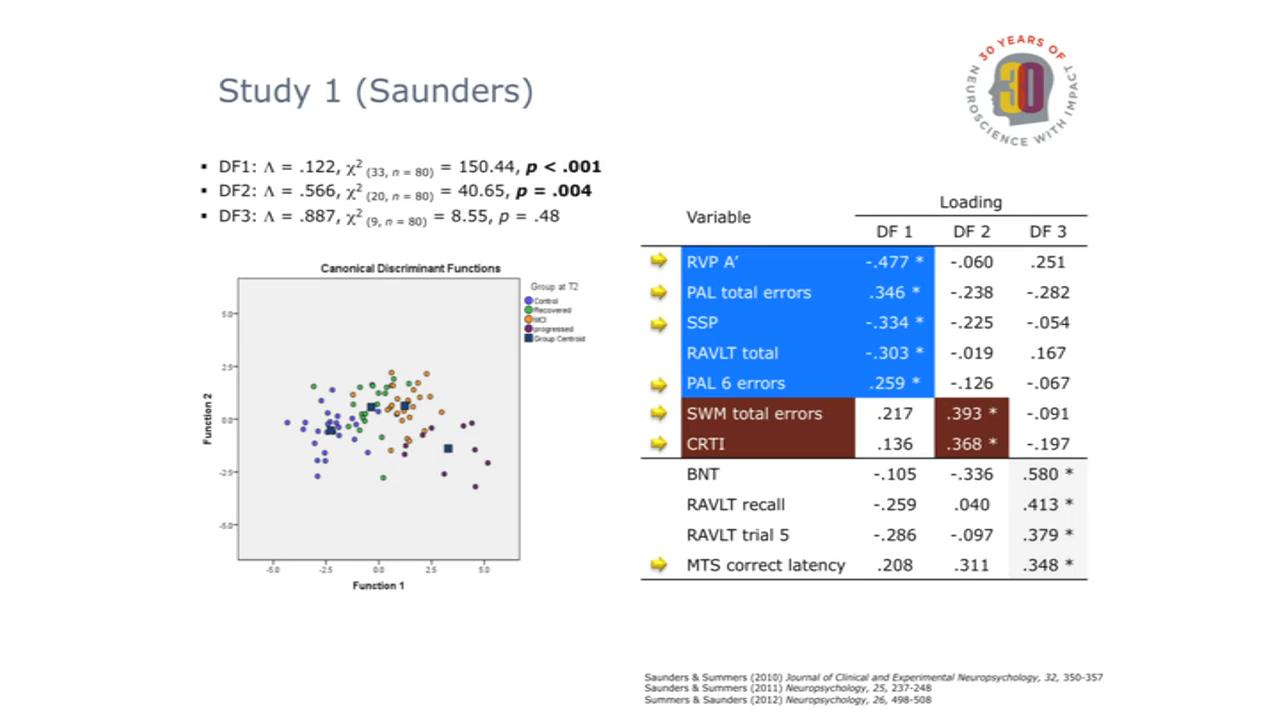 30 YEARS OF
NEUROSCIENCE WITH IMPACT
30
Study 1 (Saunders)
▪ DF1: Λ = .122, χ² (33, n = 80) = 150.44, p < .001
▪ DF2: Λ = .566, χ² (20, n = 80) = 40.65, p = .004
▪ DF3: Λ = .887, χ² (9, n = 80) = 8.55, p = .48
Canonical Discriminant Functions
Group at T2
Control
Recovered
MCI
progressed
Group Centroid
Function 2
5.0
2.5
0.0
-2.5
-5.0
-5.0 -2.5 0.0 2.5 5.0
Function 1
Variable Loading
DF 1 DF 2 DF 3
RVP A’ -.477 * -.060 .251
PAL total errors .346 * -.238 -.282
SSP -.334 * -.225 -.054
RAVLT total -.303 * -.019 .167
PAL 6 errors .259 * -.126 -.067
SWM total errors .217 .393 * -.091
CRTI .136 .368 * -.197
BNT -.105 -.336 .580 *
RAVLT recall -.259 .040 .413 *
RAVLT trial 5 -.286 -.097 .379 *
MTS correct latency .208 .311 .348 *
Saunders & Summers (2010) Journal of Clinical and Experimental Neuropsychology, 32, 350-357
Saunders & Summers (2011) Neuropsychology, 25, 237-248
Summers & Saunders (2012) Neuropsychology, 26, 498-508